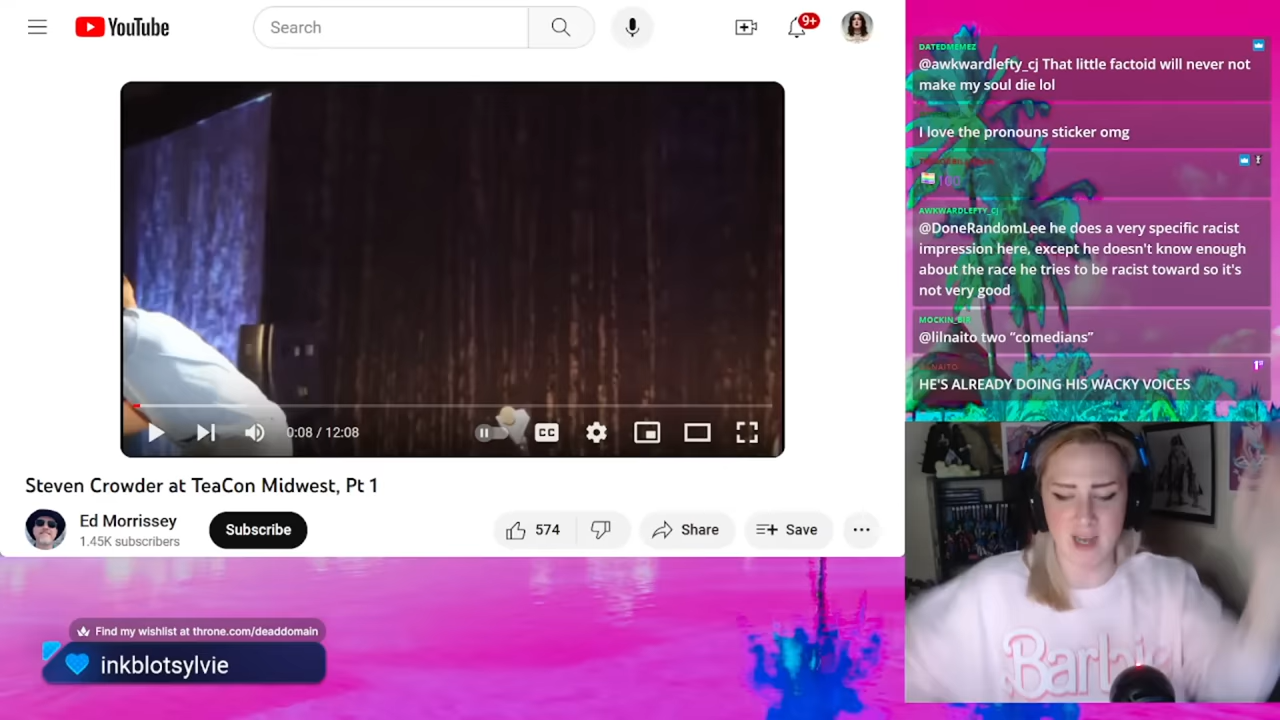 YouTube
Search
9+
0:08 / 12:08
CC
Steven Crowder at TeaCon Midwest, Pt 1
Ed Morrissey
1.45K subscribers
Subscribe
574
Share
Save
Find my wishlist at throne.com/deaddomain
inkblotsylvie
DATEDMEMEZ
@awkwardlefty_cj That little factoid will never not
make my soul die lol
I love the pronouns sticker omg
100
AWKWARDLEFTY_CJ
@DoneRandomLee he does a very specific racist
impression here, except he doesn't know enough
about the race he tries to be racist toward so it's
not very good
@lilnaito two “comedians”
HE'S ALREADY DOING HIS WACKY VOICES
Barbie